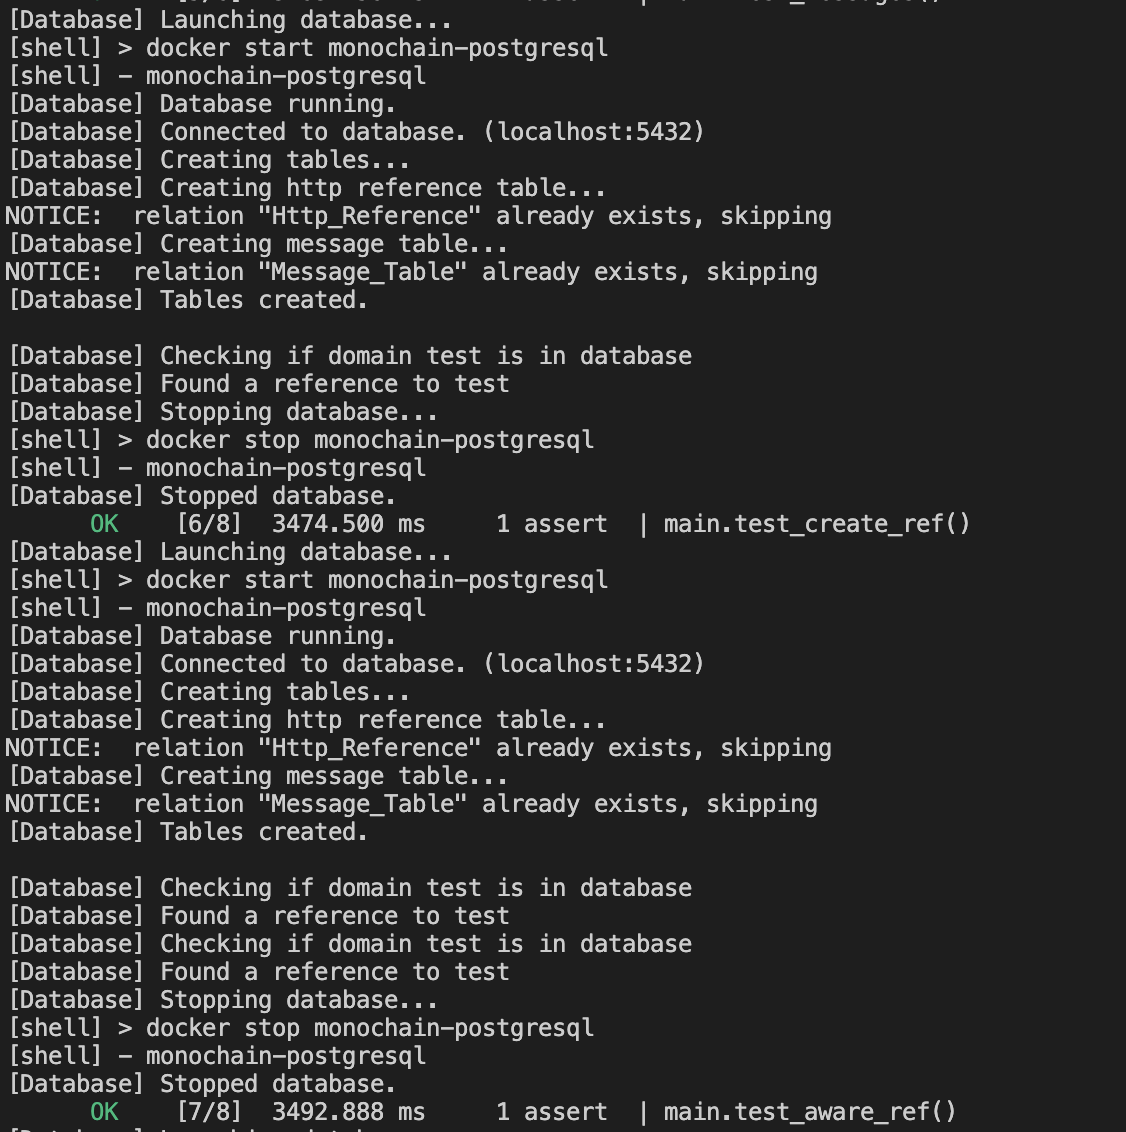 [Database] Launching database...
[shell] > docker start monochain-postgresql
[shell] - monochain-postgresql
[Database] Database running.
[Database] Connected to database. (localhost:5432)
[Database] Creating tables...
[Database] Creating http reference table...
NOTICE:  relation "Http_Reference" already exists, skipping
[Database] Creating message table...
NOTICE:  relation "Message_Table" already exists, skipping
[Database] Tables created.
[Database] Checking if domain test is in database
[Database] Found a reference to test
[Database] Stopping database...
[shell] > docker stop monochain-postgresql
[shell] - monochain-postgresql
[Database] Stopped database.
OK    [6/8]  3474.500 ms     1 assert  | main.test_create_ref()
[Database] Launching database...
[shell] > docker start monochain-postgresql
[shell] - monochain-postgresql
[Database] Database running.
[Database] Connected to database. (localhost:5432)
[Database] Creating tables...
[Database] Creating http reference table...
NOTICE:  relation "Http_Reference" already exists, skipping
[Database] Creating message table...
NOTICE:  relation "Message_Table" already exists, skipping
[Database] Tables created.
[Database] Checking if domain test is in database
[Database] Found a reference to test
[Database] Checking if domain test is in database
[Database] Found a reference to test
[Database] Stopping database...
[shell] > docker stop monochain-postgresql
[shell] - monochain-postgresql
[Database] Stopped database.
OK    [7/8]  3492.888 ms     1 assert  | main.test_aware_ref()